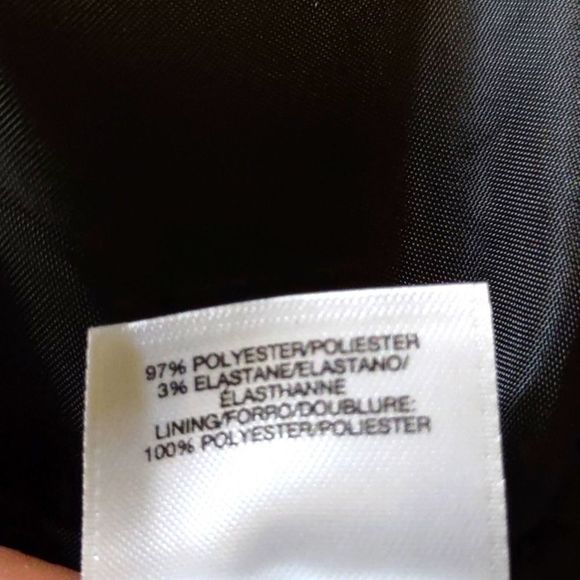 97% POLYESTER/POLIESTER
3% ELASTANE/ELASTANO/
ÉLASTHANNE
LINING/FORRO/DOUBLURE:
100% POLYESTER/POLIESTER